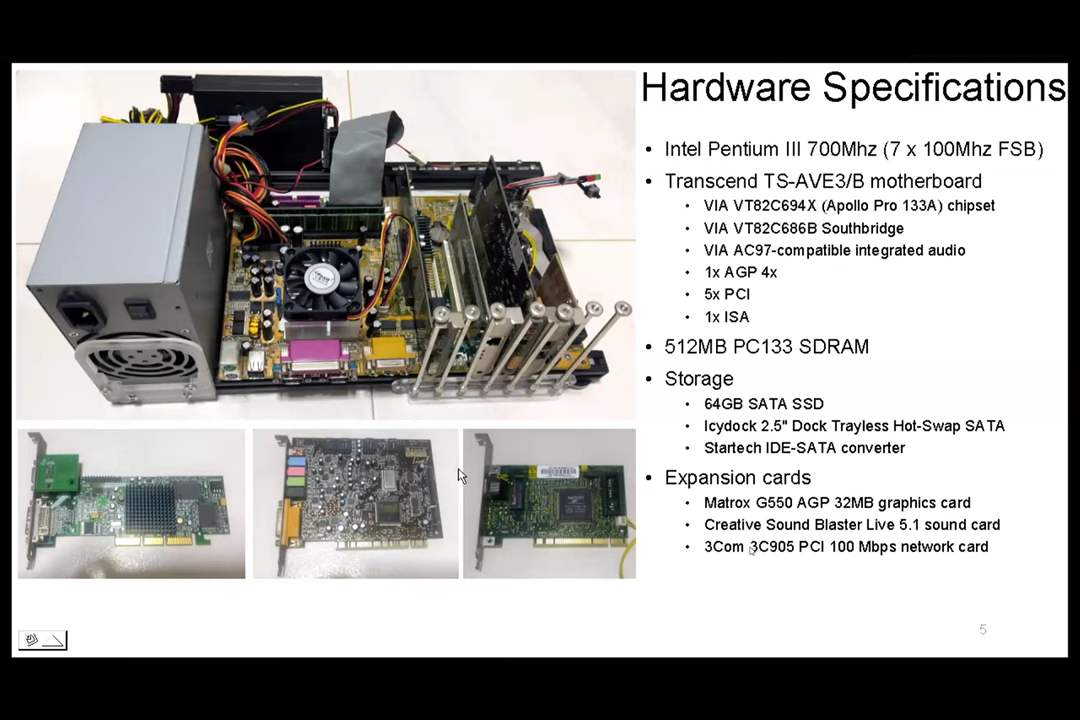 Hardware Specifications
• Intel Pentium III 700Mhz (7 x 100Mhz FSB)
• Transcend TS-AVE3/B motherboard
• VIA VT82C694X (Apollo Pro 133A) chipset
• VIA VT82C686B Southbridge
• VIA AC97-compatible integrated audio
• 1x AGP 4x
• 5x PCI
• 1x ISA
• 512MB PC133 SDRAM
• Storage
• 64GB SATA SSD
• Icydock 2.5" Dock Trayless Hot-Swap SATA
• Startech IDE-SATA converter
• Expansion cards
• Matrox G550 AGP 32MB graphics card
• Creative Sound Blaster Live 5.1 sound card
• 3Com 3C905 PCI 100 Mbps network card
5